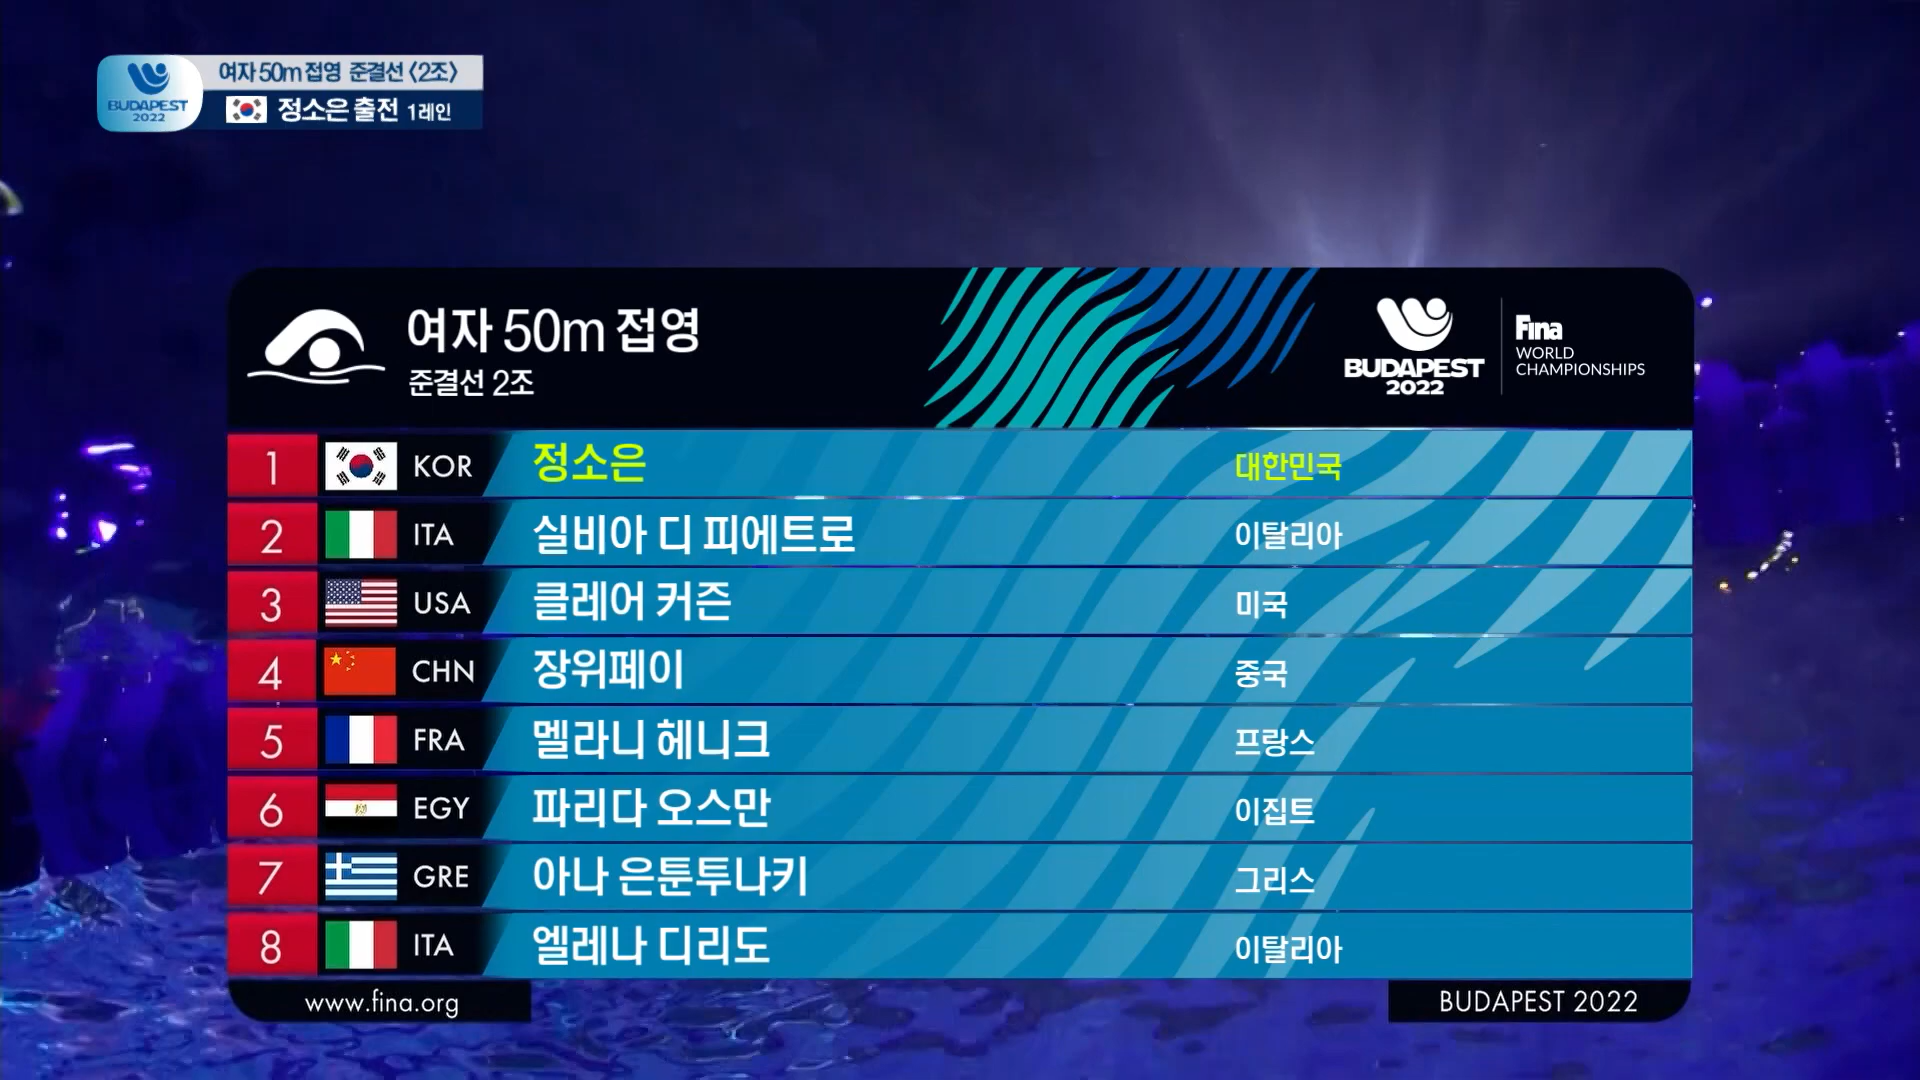 BUDAPEST
2022
여자 50m 접영 준결선 〈2조〉
정소은 출전 1레인
여자 50m 접영
준결선 2조
BUDAPEST
2022
Fina
WORLD
CHAMPIONSHIPS
1 KOR 정소은 대한민국
2 ITA 실비아 디 피에트로 이탈리아
3 USA 클레어 커즌 미국
4 CHN 장위페이 중국
5 FRA 멜라니 헤니크 프랑스
6 EGY 파리다 오스만 이집트
7 GRE 아나 은툰투나키 그리스
8 ITA 엘레나 디리도 이탈리아
www.fina.org
BUDAPEST 2022